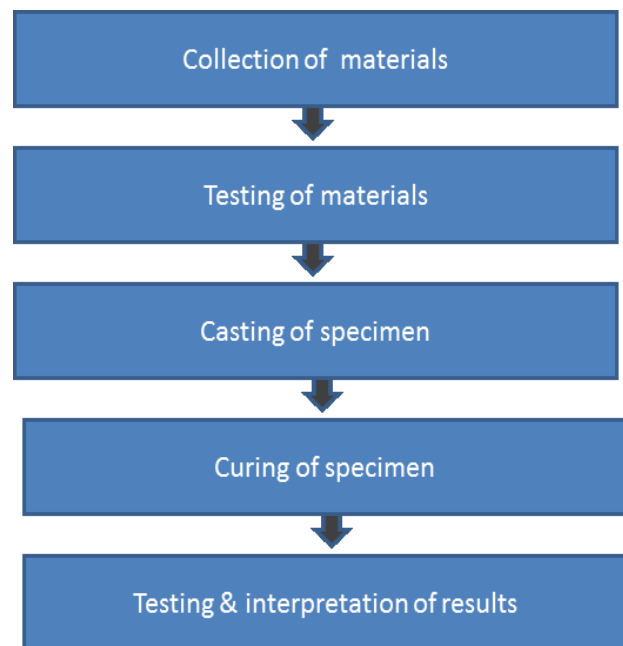 Collection of materials
Testing of materials
Casting of specimen
Curing of specimen
Testing & interpretation of results